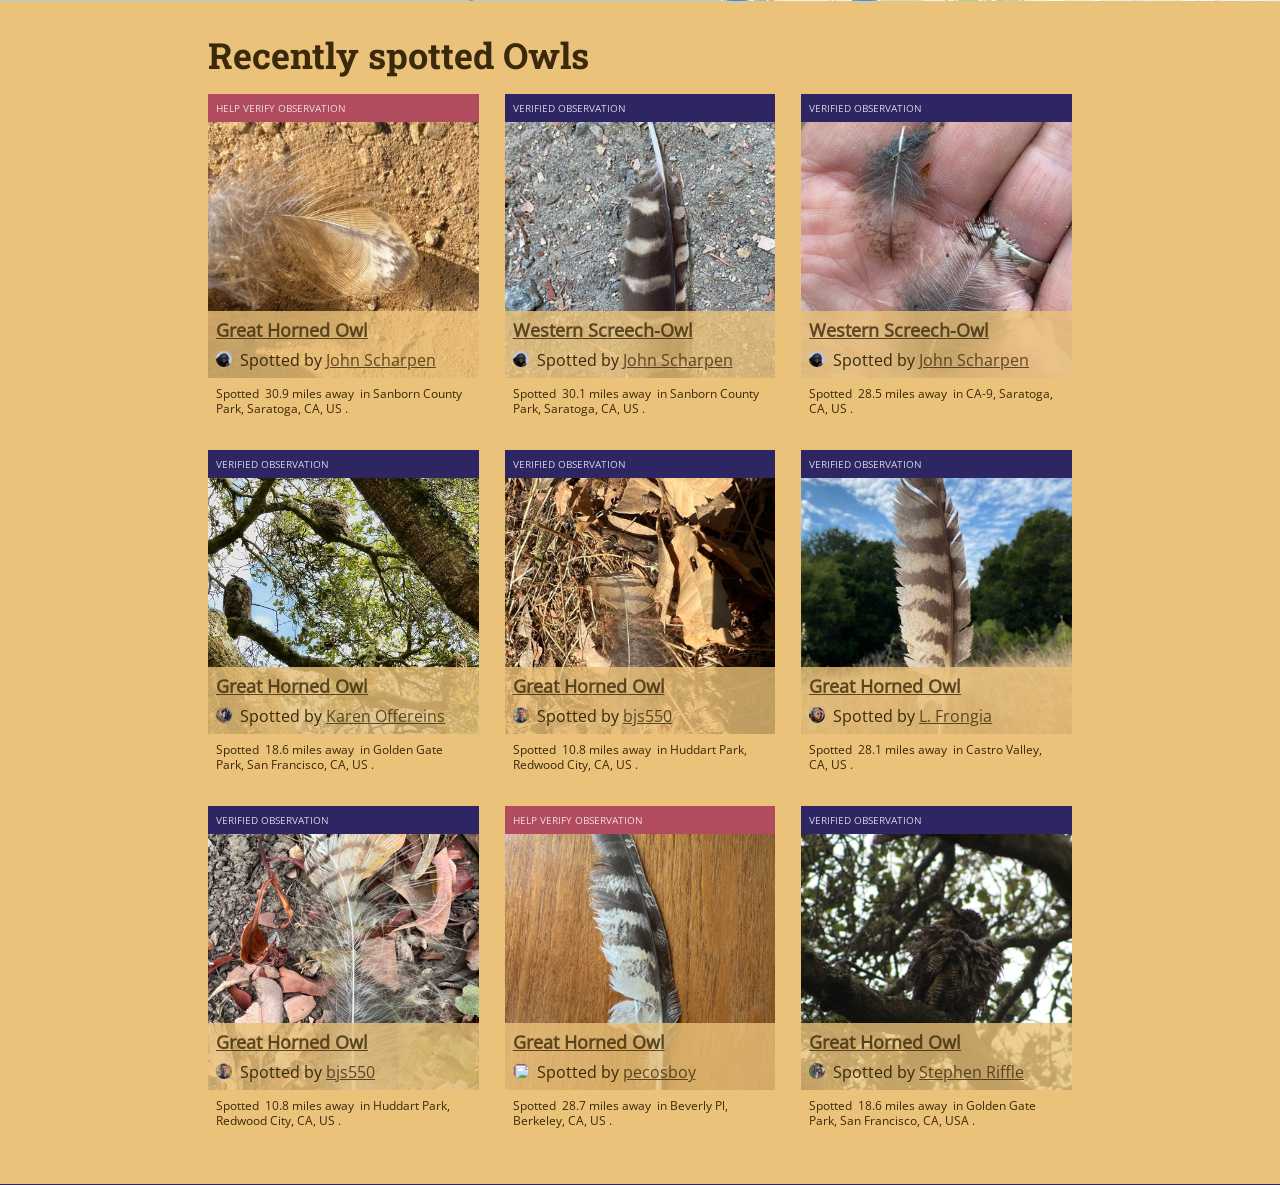 Recently spotted Owls
HELP VERIFY OBSERVATION
Great Horned Owl
Spotted by John Scharpen
Spotted 30.9 miles away in Sanborn County
Park, Saratoga, CA, US .
VERIFIED OBSERVATION
Western Screech-Owl
Spotted by John Scharpen
Spotted 30.1 miles away in Sanborn County
Park, Saratoga, CA, US .
VERIFIED OBSERVATION
Western Screech-Owl
Spotted by John Scharpen
Spotted 28.5 miles away in CA-9, Saratoga,
CA, US .
VERIFIED OBSERVATION
Great Horned Owl
Spotted by Karen Offereins
Spotted 18.6 miles away in Golden Gate
Park, San Francisco, CA, US .
VERIFIED OBSERVATION
Great Horned Owl
Spotted by bjs550
Spotted 10.8 miles away in Huddart Park,
Redwood City, CA, US .
VERIFIED OBSERVATION
Great Horned Owl
Spotted by L. Frongia
Spotted 28.1 miles away in Castro Valley,
CA, US .
VERIFIED OBSERVATION
Great Horned Owl
Spotted by bjs550
Spotted 10.8 miles away in Huddart Park,
Redwood City, CA, US .
HELP VERIFY OBSERVATION
Great Horned Owl
Spotted by pecosboy
Spotted 28.7 miles away in Beverly Pl,
Berkeley, CA, US .
VERIFIED OBSERVATION
Great Horned Owl
Spotted by Stephen Riffle
Spotted 18.6 miles away in Golden Gate
Park, San Francisco, CA, USA .